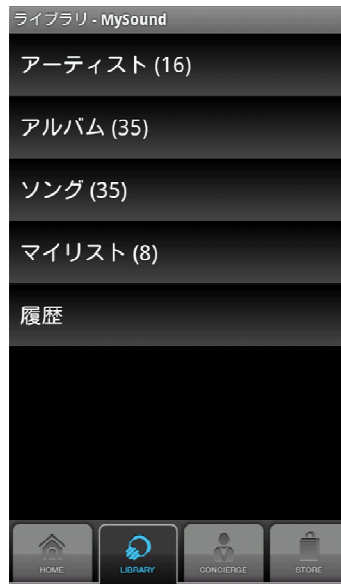 ライブラリ - MySound
アーティスト (16)
アルバム (35)
ソング (35)
マイリスト (8)
履歴
HOME
LIBRARY
CONCIERGE
STORE